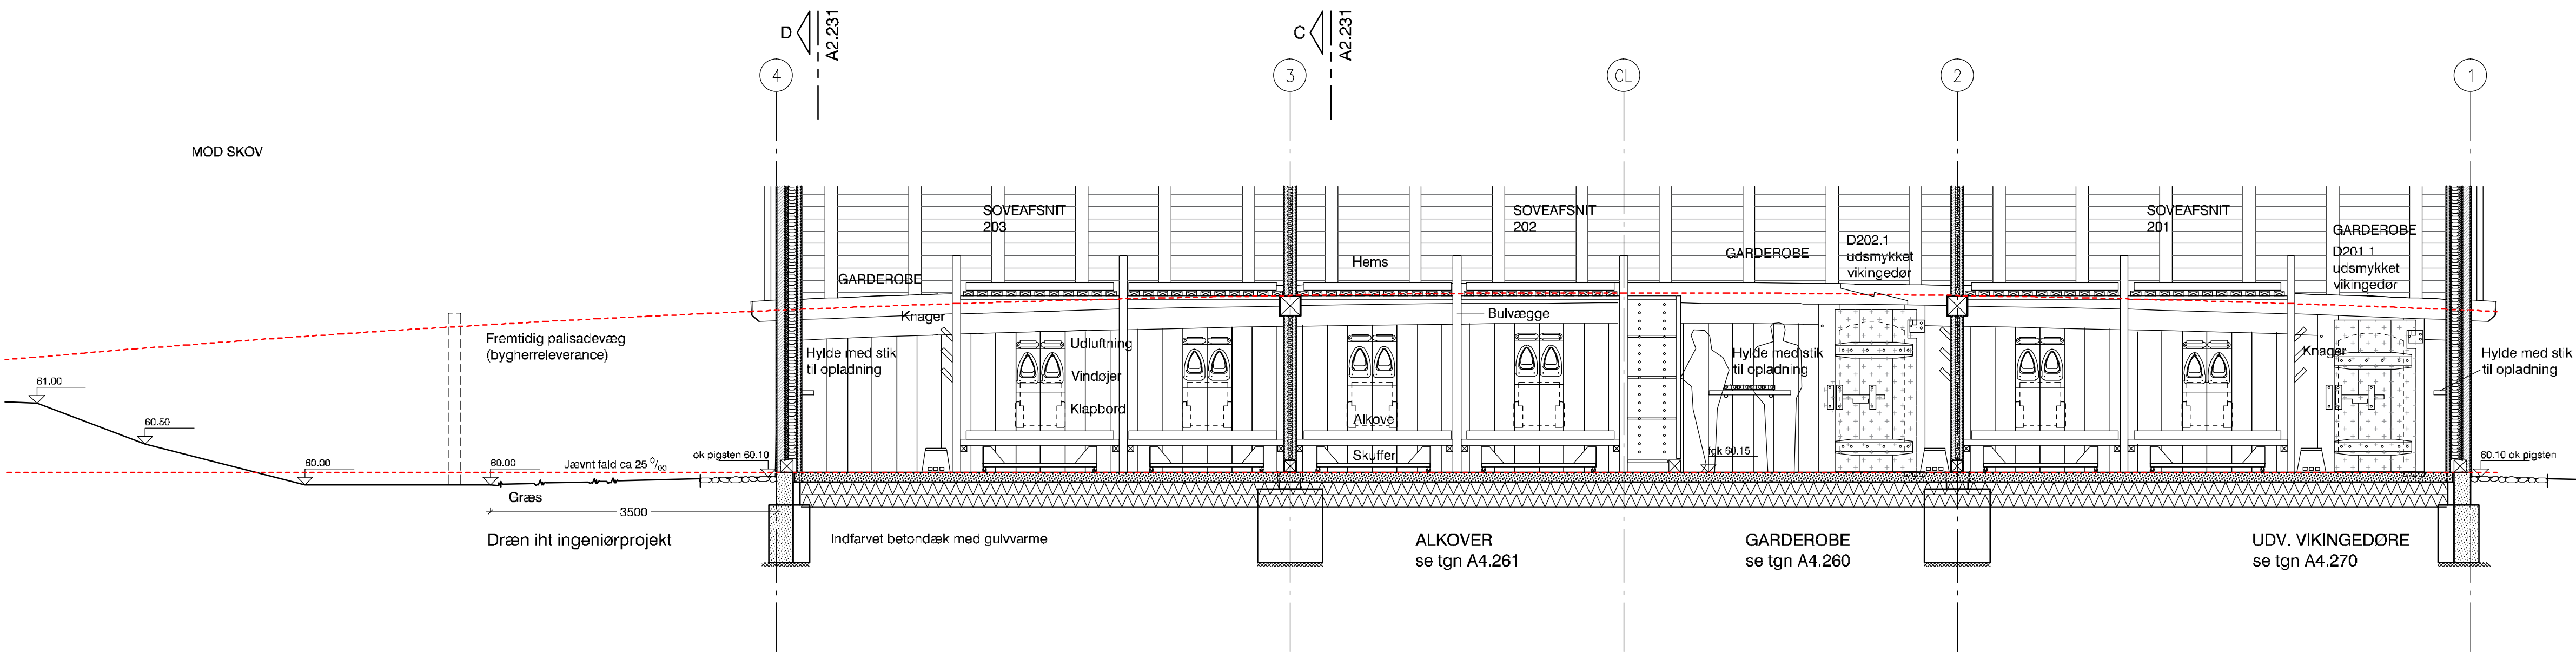 D
A2.231
C
A2.231
4
3
CL
2
1
MOD SKOV
SOVEAFSNIT
203
SOVEAFSNIT
202
SOVEAFSNIT
201
GARDEROBE
Hems
GARDEROBE
D202.1
udsmykket
vikingedør
GARDEROBE
D201.1
udsmykket
vikingedør
Knager
Bulvægge
Fremtidig palisadevæg
(bygherreleverance)
Hylde med stik
til opladning
Udluftning
Vindøjer
Klapbord
Hylde med stik
til opladning
Knager
Hylde med stik
til opladning
Alkove
Skuffer
61.00
60.50
60.00
60.00
Jævnt fald ca 25 0/00
ok pigsten 60.10
fgk 60.15
60.10 ok pigsten
Græs
3500
Dræn iht ingeniørprojekt
Indfarvet betondæk med gulvvarme
ALKOVER
se tgn A4.261
GARDEROBE
se tgn A4.260
UDV. VIKINGEDØRE
se tgn A4.270